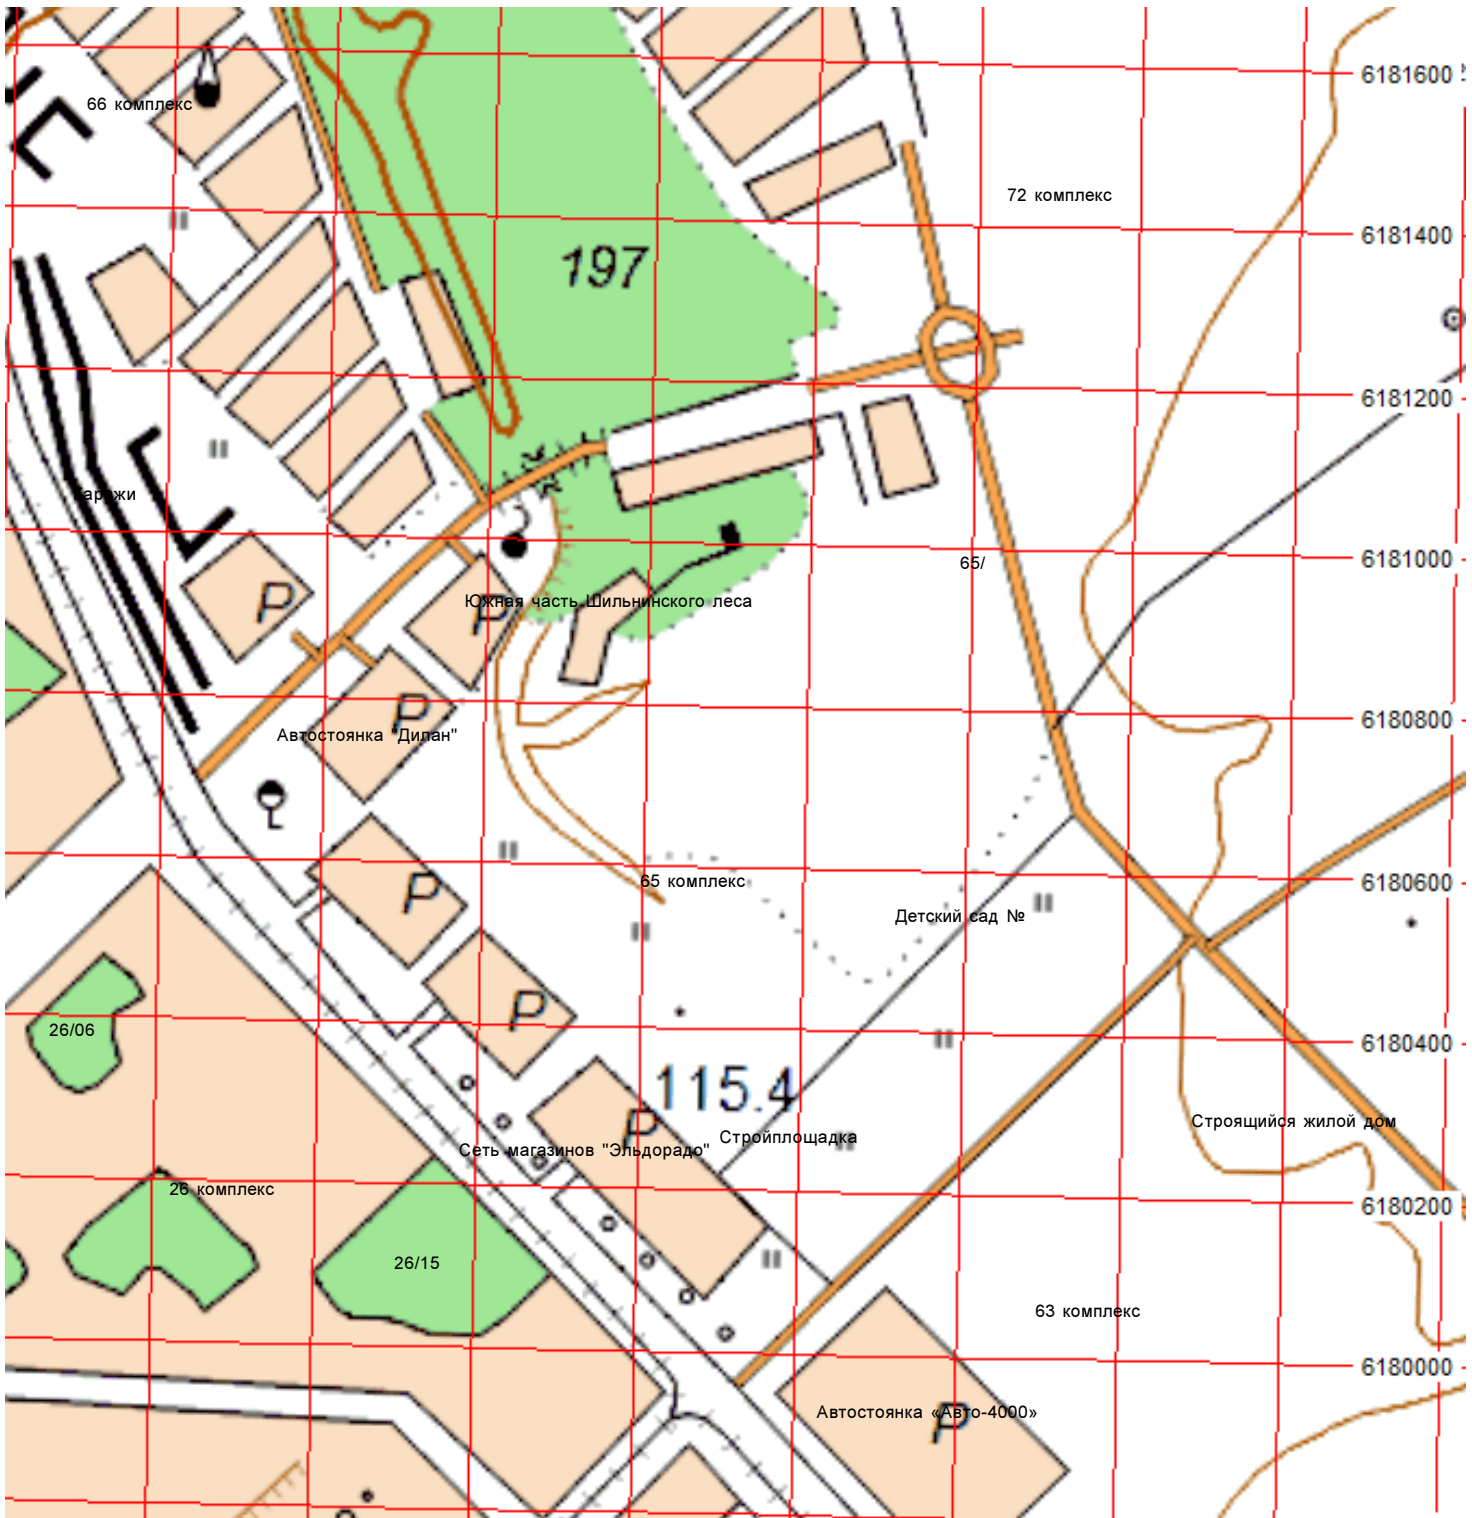 6181600
66 комплекс
72 комплекс
6181400
197
6181200
Гаражи
6181000
65/
P
Южная часть Шильнинского леса
P
P
6180800
Автостоянка "Дилан"
65 комплекс
6180600
P
Детский сад №
P
26/06
6180400
115.4
P
Строящийся жилой дом
Стройплощадка
Сеть магазинов "Эльдорадо"
26 комплекс
6180200
26/15
63 комплекс
6180000
Автостоянка «Авто-4000»
P